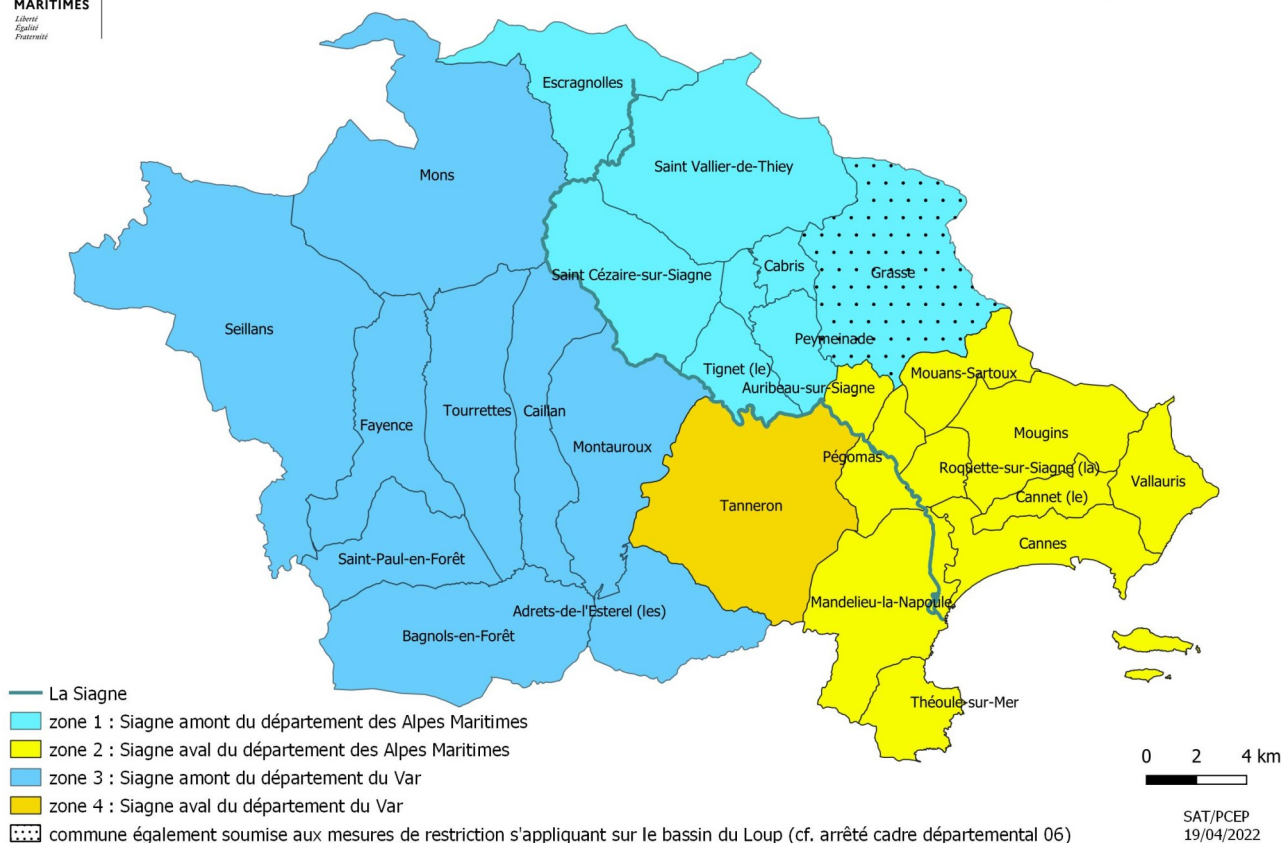 MARITIMES
Liberté
Égalité
Fraternité
Escragnolles
Mons
Saint Vallier-de-Thiey
Saint Cézaire-sur-Siagne
Cabris
Grasse
Seillans
Peymeinade
Tignet (le)
Auribeau-sur-Siagne
Mouans-Sartoux
Fayence
Tourrettes
Caillan
Montauroux
Mougins
Pégomas
Roquette-sur-Siagne (la)
Vallauris
Cannet (le)
Tanneron
Cannes
Saint-Paul-en-Forêt
Mandelieu-la-Napoule
Adrets-de-l'Esterel (les)
Bagnols-en-Forêt
Théoule-sur-Mer
La Siagne
zone 1 : Siagne amont du département des Alpes Maritimes
zone 2 : Siagne aval du département des Alpes Maritimes
zone 3 : Siagne amont du département du Var
zone 4 : Siagne aval du département du Var
commune également soumise aux mesures de restriction s'appliquant sur le bassin du Loup (cf. arrêté cadre départemental 06)
0 2 4 km
SAT/PCEP
19/04/2022